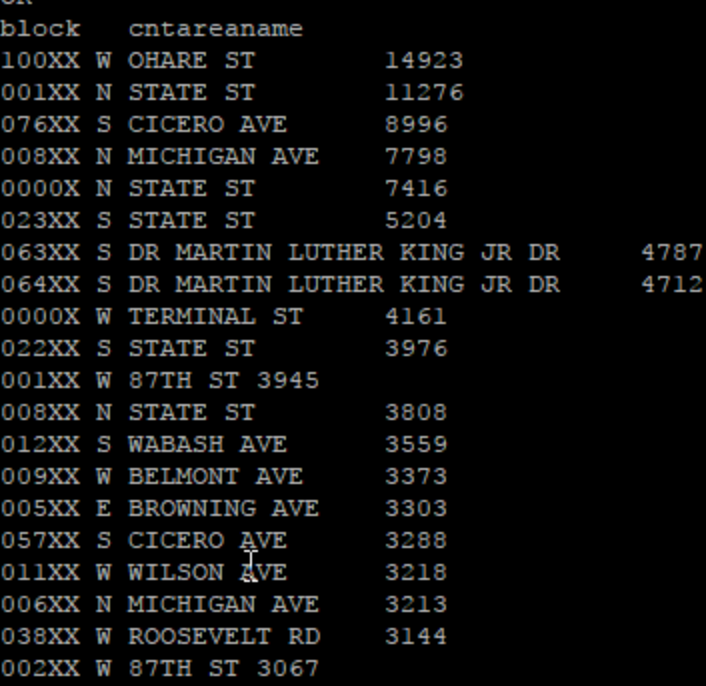 OK
block cntareaname
100XX W OHARE ST 14923
001XX N STATE ST 11276
076XX S CICERO AVE 8996
008XX N MICHIGAN AVE 7798
0000X N STATE ST 7416
023XX S STATE ST 5204
063XX S DR MARTIN LUTHER KING JR DR 4787
064XX S DR MARTIN LUTHER KING JR DR 4712
0000X W TERMINAL ST 4161
022XX S STATE ST 3976
001XX W 87TH ST 3945
008XX N STATE ST 3808
012XX S WABASH AVE 3559
009XX W BELMONT AVE 3373
005XX E BROWNING AVE 3303
057XX S CICERO AVE 3288
011XX W WILSON AVE 3218
006XX N MICHIGAN AVE 3213
038XX W ROOSEVELT RD 3144
002XX W 87TH ST 3067